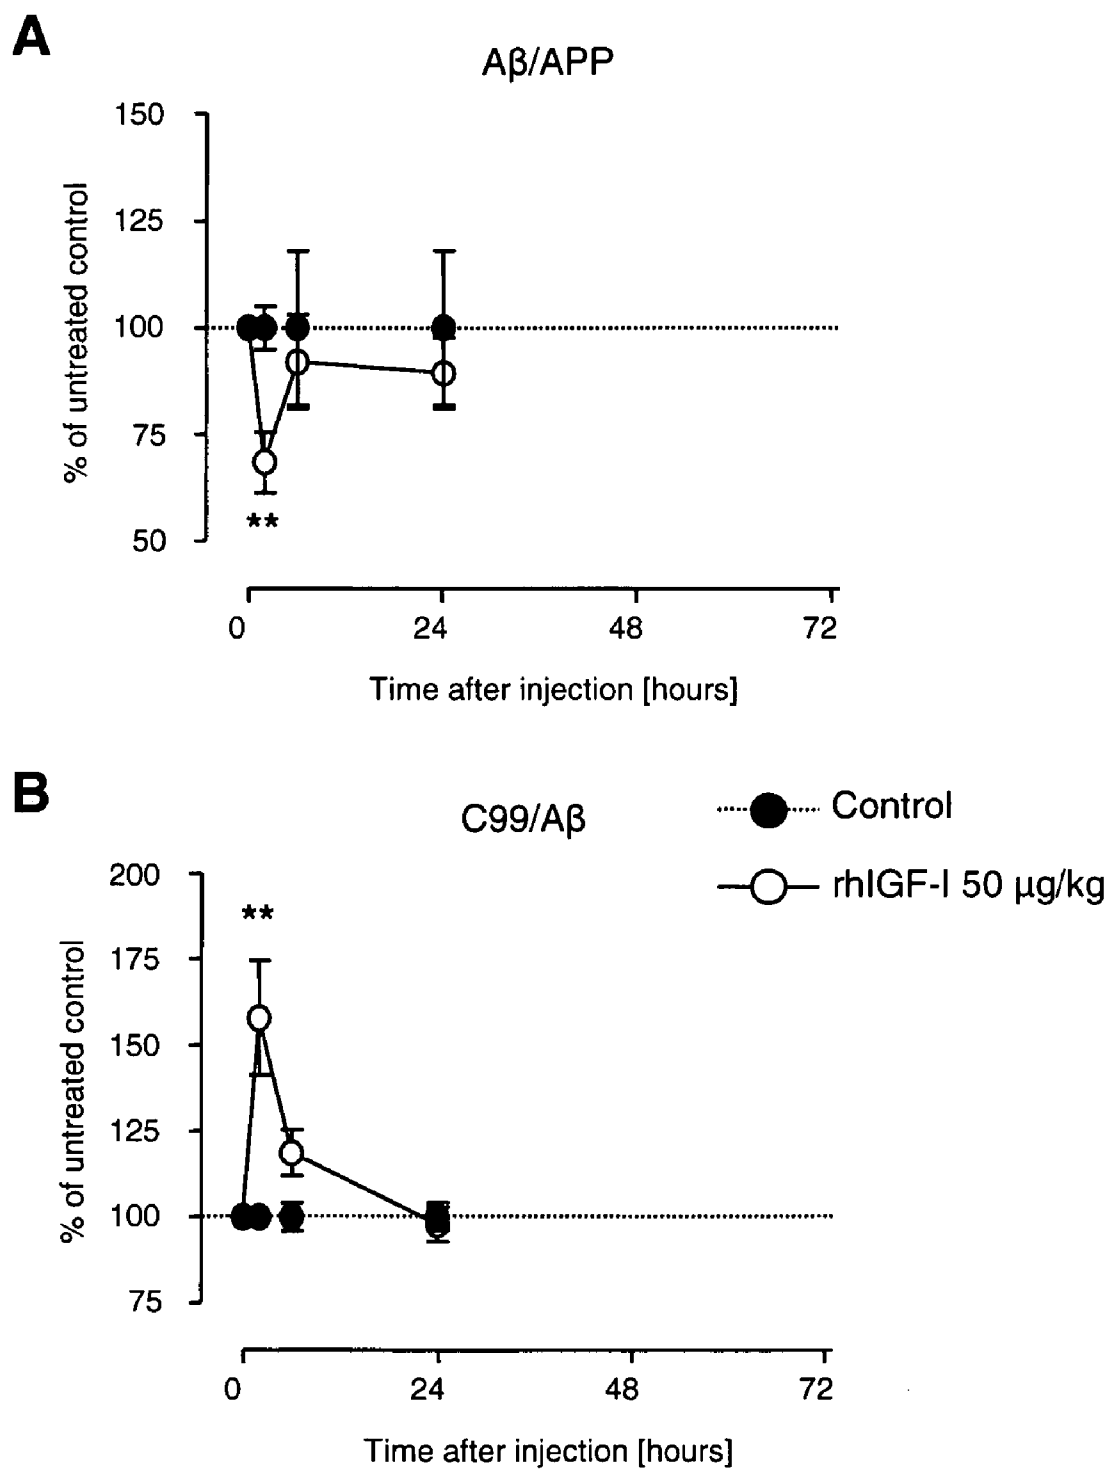 A
Aβ/APP
150
125
100
75
50
% of untreated control
**
0 24 48 72
Time after injection [hours]
B
C99/Aβ
Control
rhIGF-I 50 µg/kg
200
175
150
125
100
75
% of untreated control
**
0 24 48 72
Time after injection [hours]